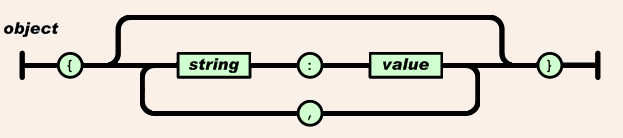 object
{ string : value }
,